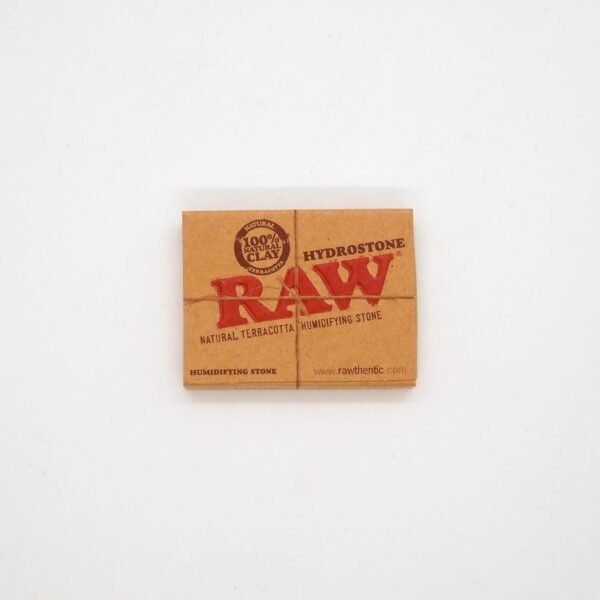 NATURAL
100%
NATURAL
CLAY
TERRACOTTA
HYDROSTONE
RAW®
NATURAL TERRACOTTA HUMIDIFYING STONE
HUMIDIFYING STONE
www.rawthentic.com